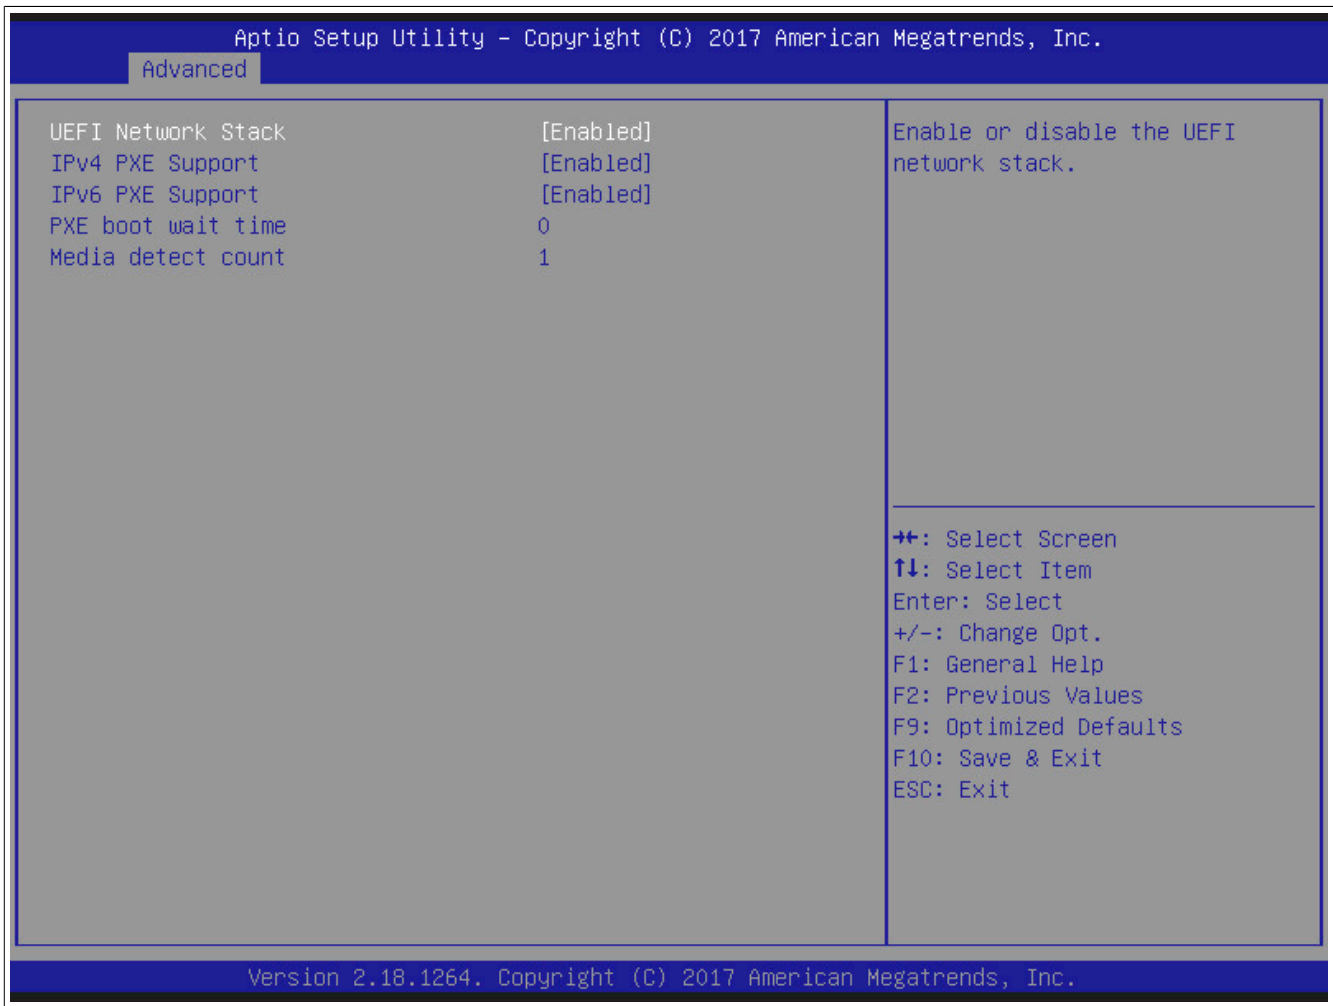 Aptio Setup Utility – Copyright (C) 2017 American Megatrends, Inc.
Advanced
UEFI Network Stack [Enabled]
IPv4 PXE Support [Enabled]
IPv6 PXE Support [Enabled]
PXE boot wait time 0
Media detect count 1
Enable or disable the UEFI
network stack.
→←: Select Screen
↑↓: Select Item
Enter: Select
+/-: Change Opt.
F1: General Help
F2: Previous Values
F9: Optimized Defaults
F10: Save & Exit
ESC: Exit
Version 2.18.1264. Copyright (C) 2017 American Megatrends, Inc.